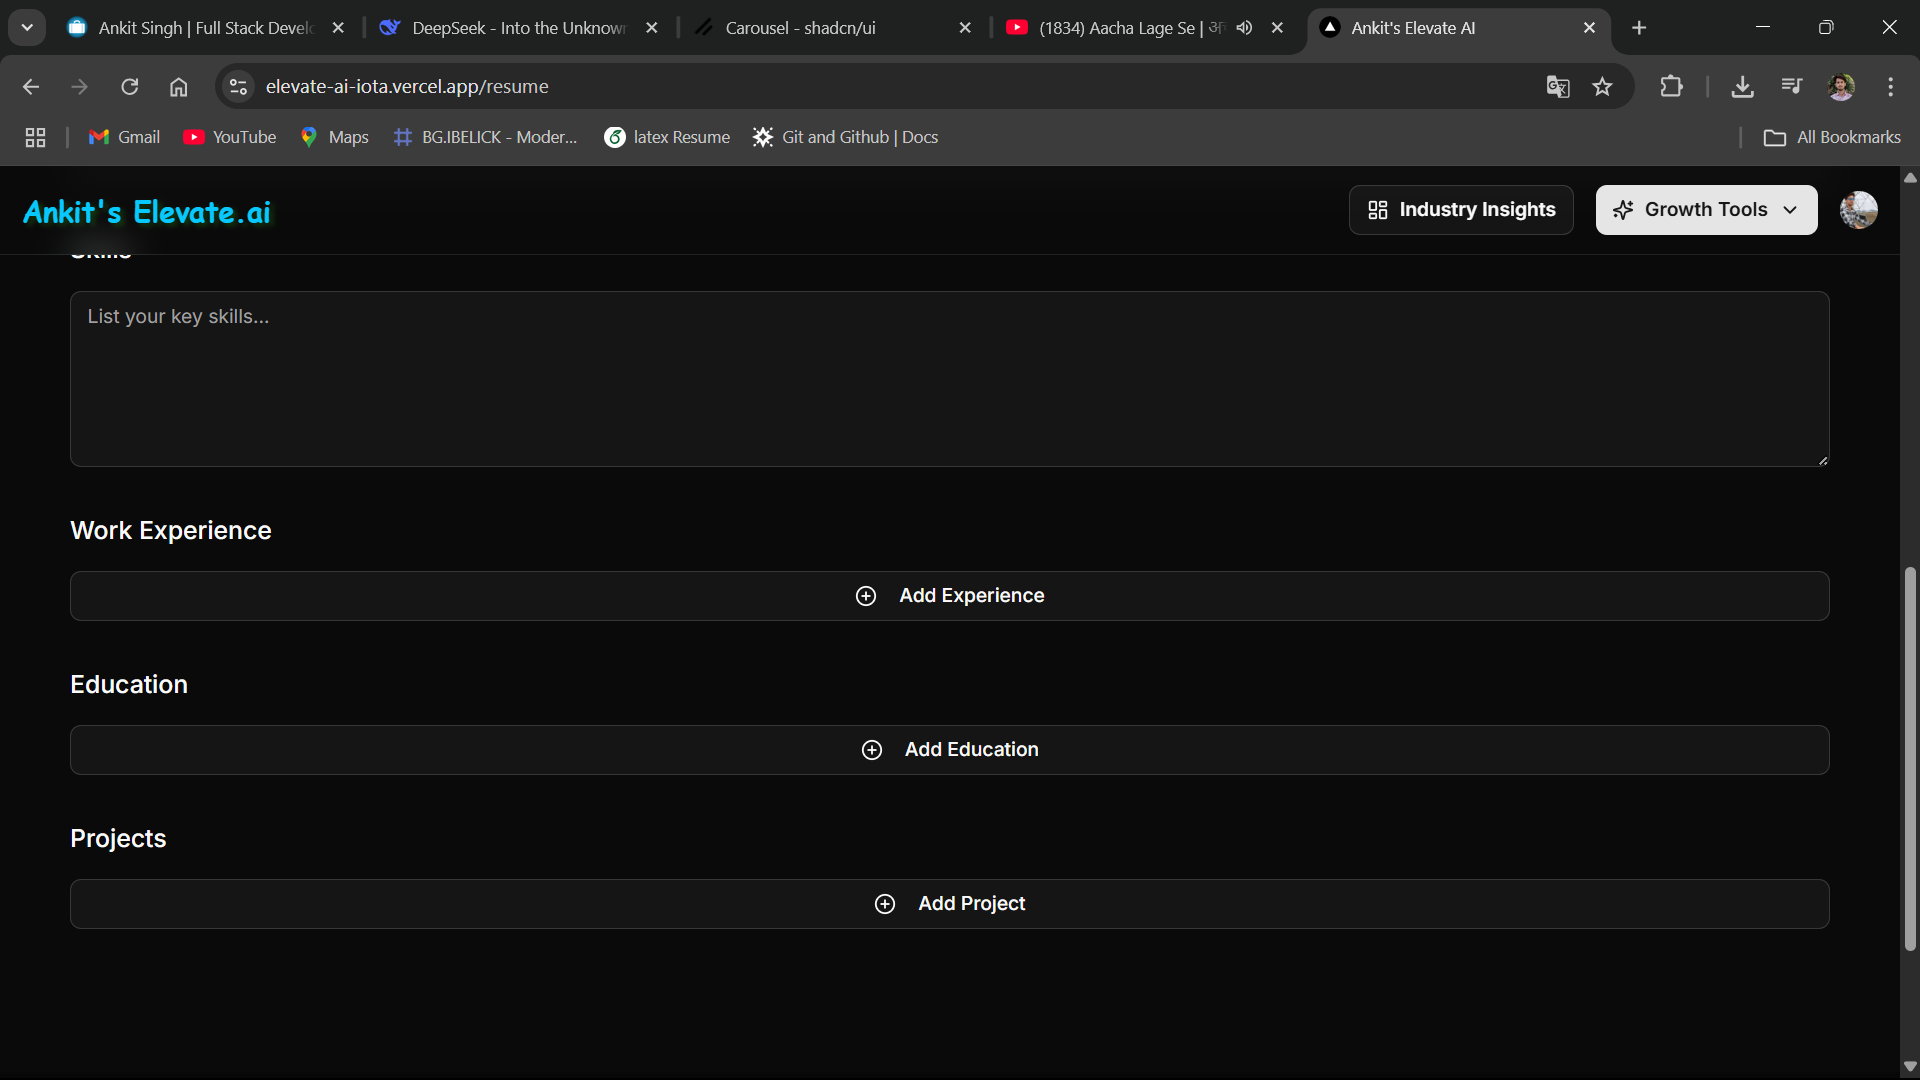 Ankit Singh | Full Stack Devel
DeepSeek - Into the Unknow
Carousel - shadcn/ui
(1834) Aacha Lage Se |
Ankit's Elevate AI
elevate-ai-iota.vercel.app/resume
Gmail
YouTube
Maps
BG.IBELICK - Moder...
latex Resume
Git and Github | Docs
All Bookmarks
Ankit's Elevate.ai
Industry Insights
Growth Tools
Skills
List your key skills...
Work Experience
Add Experience
Education
Add Education
Projects
Add Project